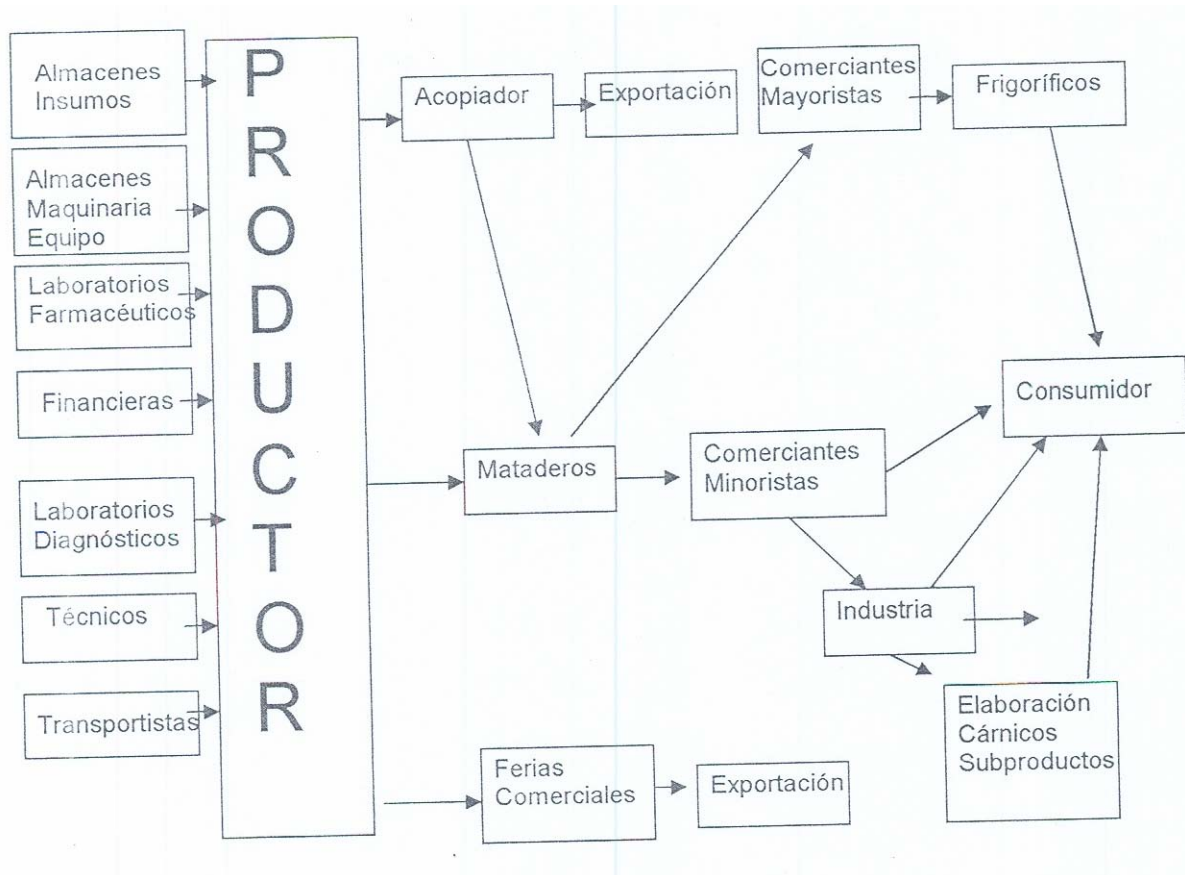 Almacenes
Insumos
Almacenes
Maquinaria
Equipo
Laboratorios
Farmacéuticos
Financieras
Laboratorios
Diagnósticos
Técnicos
Transportistas
PRODUCTOR
Acopiador
Exportación
Comerciantes
Mayoristas
Frigoríficos
Consumidor
Mataderos
Comerciantes
Minoristas
Industria
Elaboración
Cárnicos
Subproductos
Ferias
Comerciales
Exportación